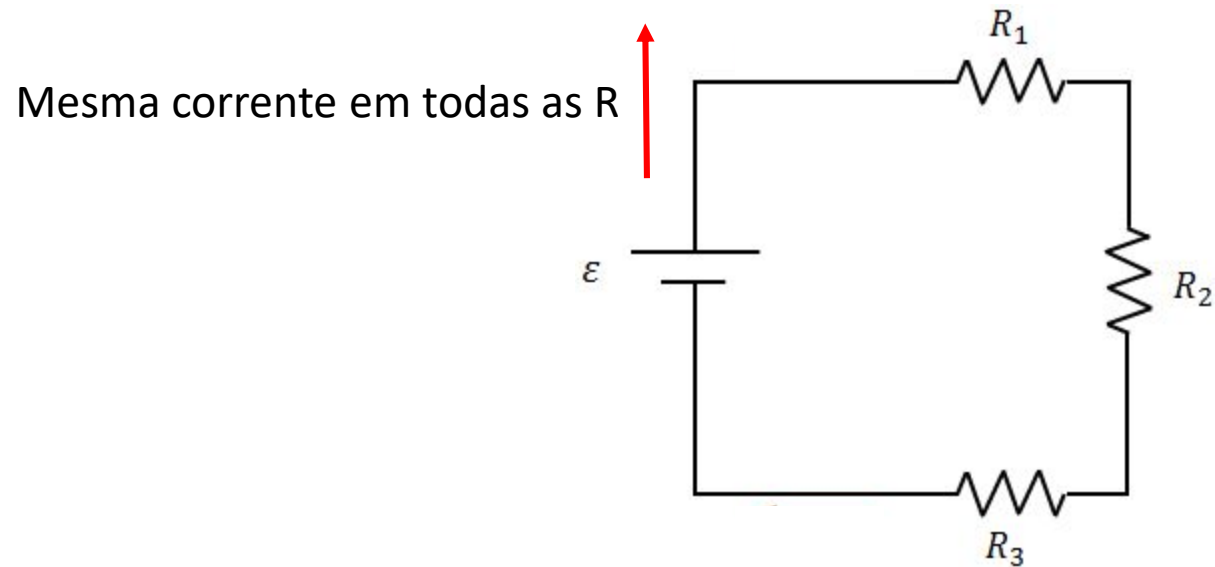 R₁
Mesma corrente em todas as R
ε
R₂
R₃